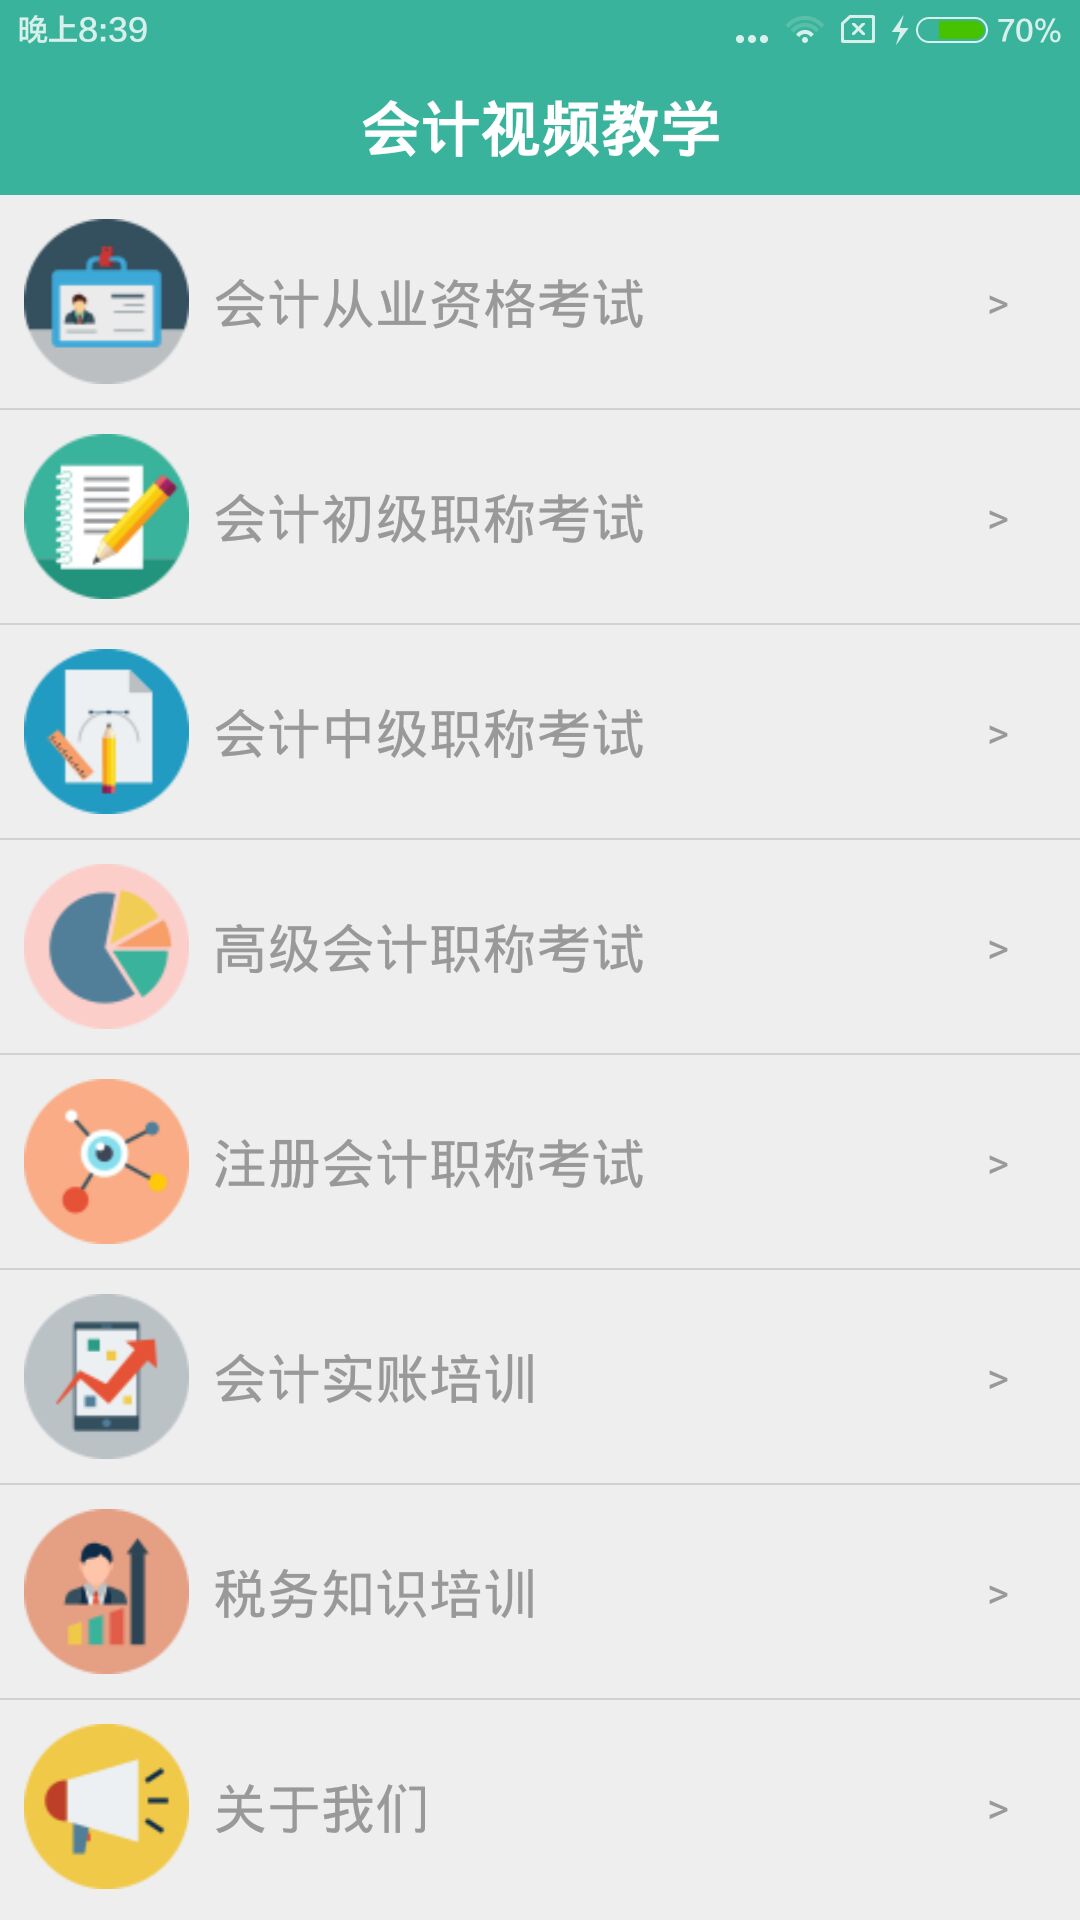 晚上8:39
70%
会计视频教学
会计从业资格考试 >
会计初级职称考试 >
会计中级职称考试 >
高级会计职称考试 >
注册会计职称考试 >
会计实账培训 >
税务知识培训 >
关于我们 >